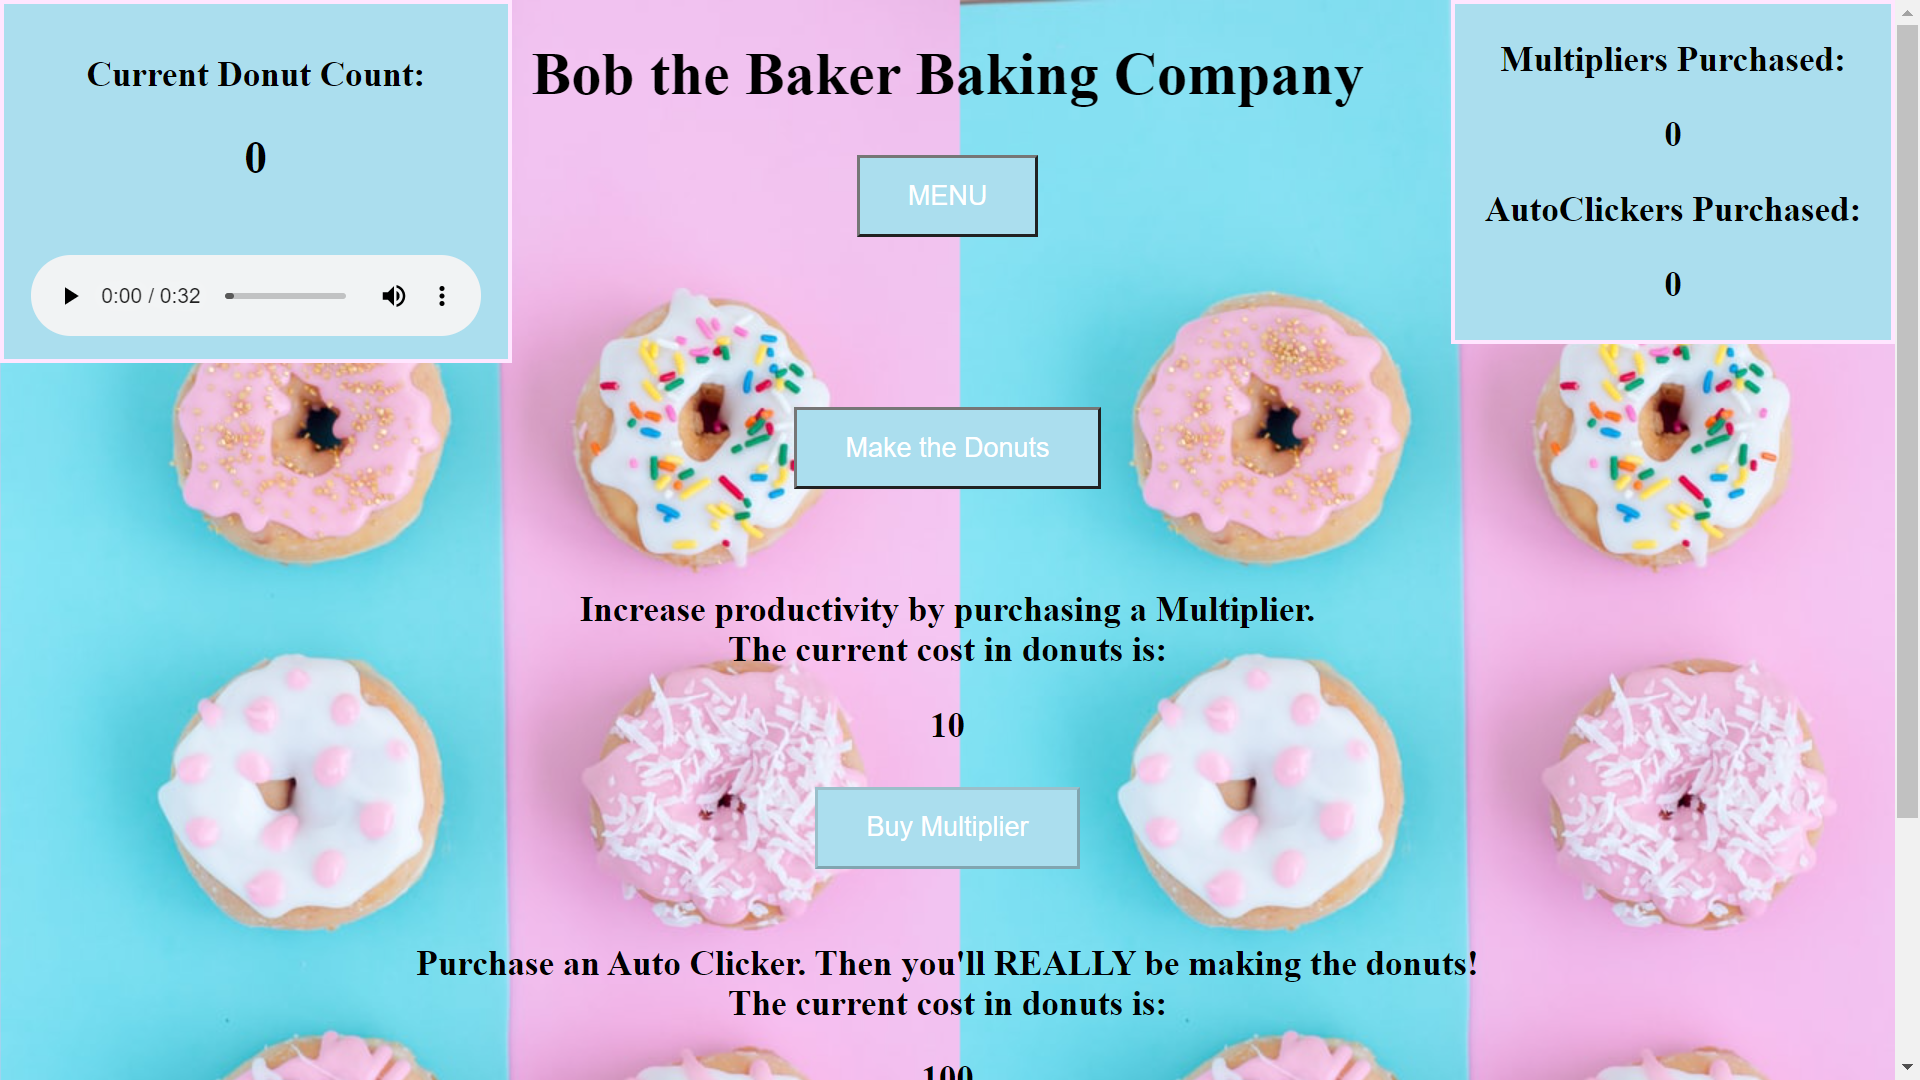 Current Donut Count:
0
0:00 / 0:32
Bob the Baker Baking Company
MENU
Make the Donuts
Increase productivity by purchasing a Multiplier.
The current cost in donuts is:
10
Buy Multiplier
Purchase an Auto Clicker. Then you'll REALLY be making the donuts!
The current cost in donuts is:
100
Multipliers Purchased:
0
AutoClickers Purchased:
0